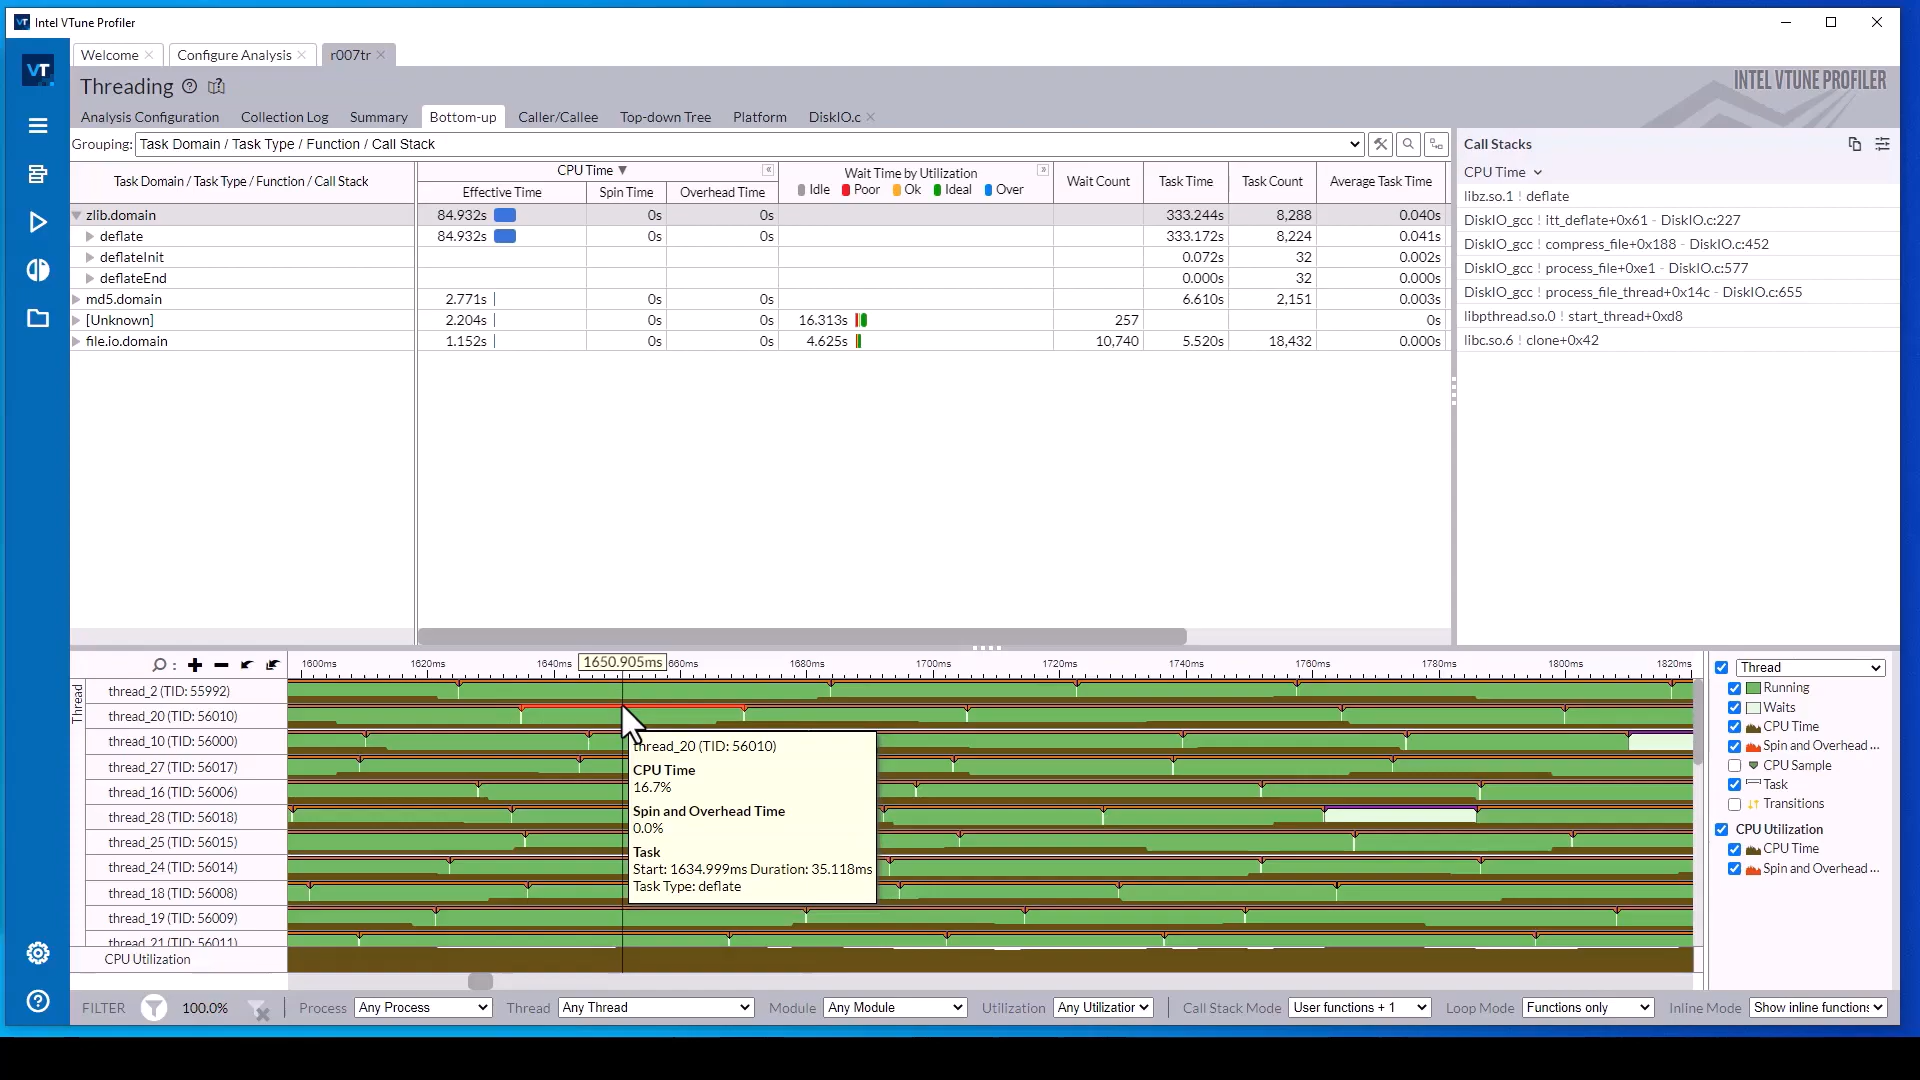 VT Intel VTune Profiler
Welcome Configure Analysis r007tr
VT
Threading
INTEL VTUNE PROFILER
Analysis Configuration Collection Log Summary Bottom-up Caller/Callee Top-down Tree Platform DiskIO.c
Grouping: Task Domain / Task Type / Function / Call Stack
Task Domain / Task Type / Function / Call Stack
CPU Time
Effective Time Spin Time Overhead Time
Wait Time by Utilization
Idle Poor Ok Ideal Over
Wait Count Task Time Task Count Average Task Time
zlib.domain 84.932s 0s 0s 333.244s 8,288 0.040s
deflate 84.932s 0s 0s 333.172s 8,224 0.041s
deflateInit 0.072s 32 0.002s
deflateEnd 0.000s 32 0.000s
md5.domain 2.771s 0s 0s 6.610s 2,151 0.003s
[Unknown] 2.204s 0s 0s 16.313s 257 0s
file.io.domain 1.152s 0s 0s 4.625s 10,740 5.520s 18,432 0.000s
Call Stacks
CPU Time
libz.so.1 ! deflate
DiskIO_gcc ! itt_deflate+0x61 - DiskIO.c:227
DiskIO_gcc ! compress_file+0x188 - DiskIO.c:452
DiskIO_gcc ! process_file+0xe1 - DiskIO.c:577
DiskIO_gcc ! process_file_thread+0x14c - DiskIO.c:655
libpthread.so.0 ! start_thread+0xd8
libc.so.6 ! clone+0x42
1600ms 1620ms 1640ms 1650.905ms 660ms 1680ms 1700ms 1720ms 1740ms 1760ms 1780ms 1800ms 1820ms
Thread
thread_2 (TID: 55992)
thread_20 (TID: 56010)
thread_10 (TID: 56000)
thread_27 (TID: 56017)
thread_16 (TID: 56006)
thread_28 (TID: 56018)
thread_25 (TID: 56015)
thread_24 (TID: 56014)
thread_18 (TID: 56008)
thread_19 (TID: 56009)
thread_21 (TID: 56011)
CPU Utilization
thread_20 (TID: 56010)
CPU Time
16.7%
Spin and Overhead Time
0.0%
Task
Start: 1634.999ms Duration: 35.118ms
Task Type: deflate
Thread
Running
Waits
CPU Time
Spin and Overhead ...
CPU Sample
Task
Transitions
CPU Utilization
CPU Time
Spin and Overhead ...
FILTER 100.0% Process Any Process Thread Any Thread Module Any Module Utilization Any Utilization Call Stack Mode User functions + 1 Loop Mode Functions only Inline Mode Show inline functions